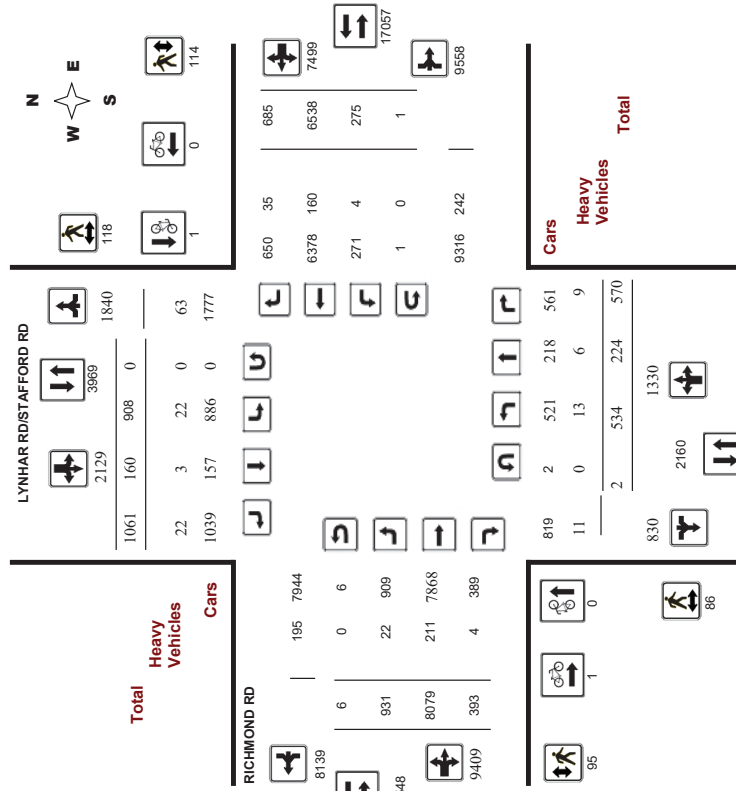 N
W E
S
114
0
118
1
LYNHAR RD/STAFFORD RD
2129
3969
1840
1061 160 908 0
22 3 22 0 63
1039 157 886 0 1777
Total
Heavy
Vehicles
Cars
7499
17057
9558
650 35 685
6378 160 6538
271 4 275
1 0 1
9316 242
Cars
Heavy
Vehicles
Total
819 2 521 218 561
11 0 13 6 9
2 534 224 570
830
2160
1330
RICHMOND RD
195 7944
6 0 6
931 22 909
8079 211 7868
393 4 389
8139
9409
0
1
95
86